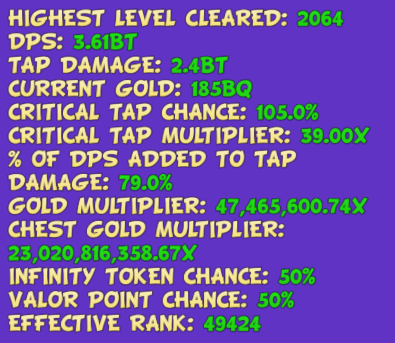 HIGHEST LEVEL CLEARED: 2064
DPS: 3.61BT
TAP DAMAGE: 2.4BT
CURRENT GOLD: 185BQ
CRITICAL TAP CHANCE: 105.0%
CRITICAL TAP MULTIPLIER: 39.00X
% OF DPS ADDED TO TAP
DAMAGE: 79.0%
GOLD MULTIPLIER: 47,465,600.74X
CHEST GOLD MULTIPLIER:
23,020,816,358.67X
INFINITY TOKEN CHANCE: 50%
VALOR POINT CHANCE: 50%
EFFECTIVE RANK: 49424